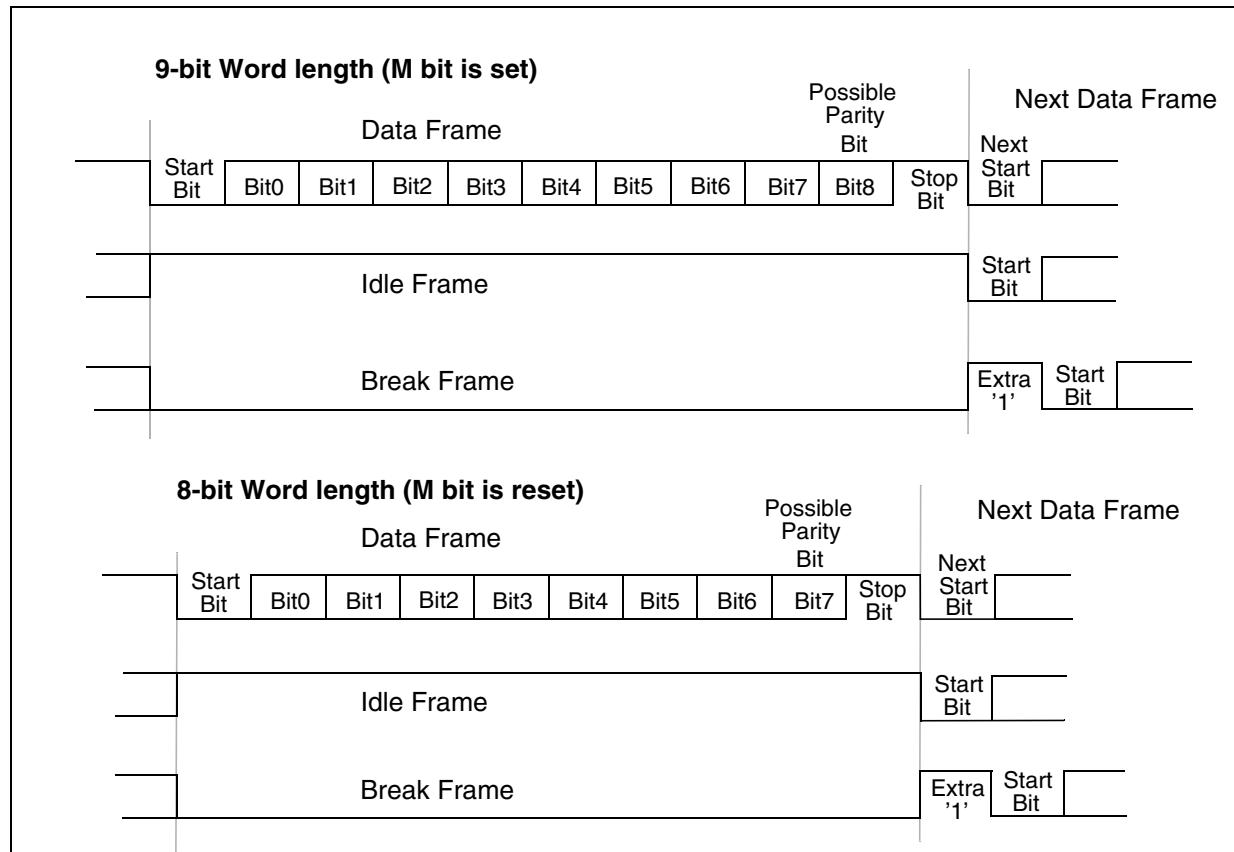 9-bit Word length (M bit is set)
Possible
Parity
Bit
Next Data Frame
Data Frame
Next
Start
Bit
Start
Bit
Bit0
Bit1
Bit2
Bit3
Bit4
Bit5
Bit6
Bit7
Bit8
Stop
Bit
Idle Frame
Start
Bit
Break Frame
Extra
'1'
Start
Bit
8-bit Word length (M bit is reset)
Possible
Parity
Bit
Next Data Frame
Data Frame
Next
Start
Bit
Start
Bit
Bit0
Bit1
Bit2
Bit3
Bit4
Bit5
Bit6
Bit7
Stop
Bit
Idle Frame
Start
Bit
Break Frame
Extra
'1'
Start
Bit